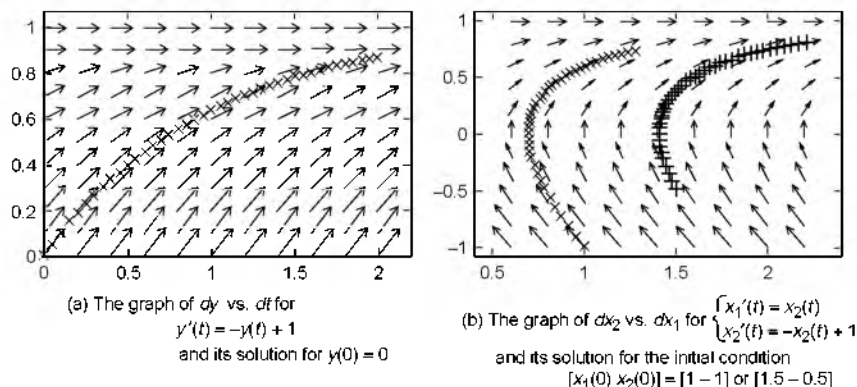 1
0.8
0.6
0.4
0.2
0
0 0.5 1 1.5 2
(a) The graph of dy vs. dt for
y′(t) = –y(t) + 1
and its solution for y(0) = 0
1
0.5
0
–0.5
–1
0.5 1 1.5 2
(b) The graph of dx₂ vs. dx₁ for { x₁′(t) = x₂(t)
x₂′(t) = –x₂(t) + 1
and its solution for the initial condition
[x₁(0) x₂(0)] = [1 – 1] or [1.5 – 0.5]